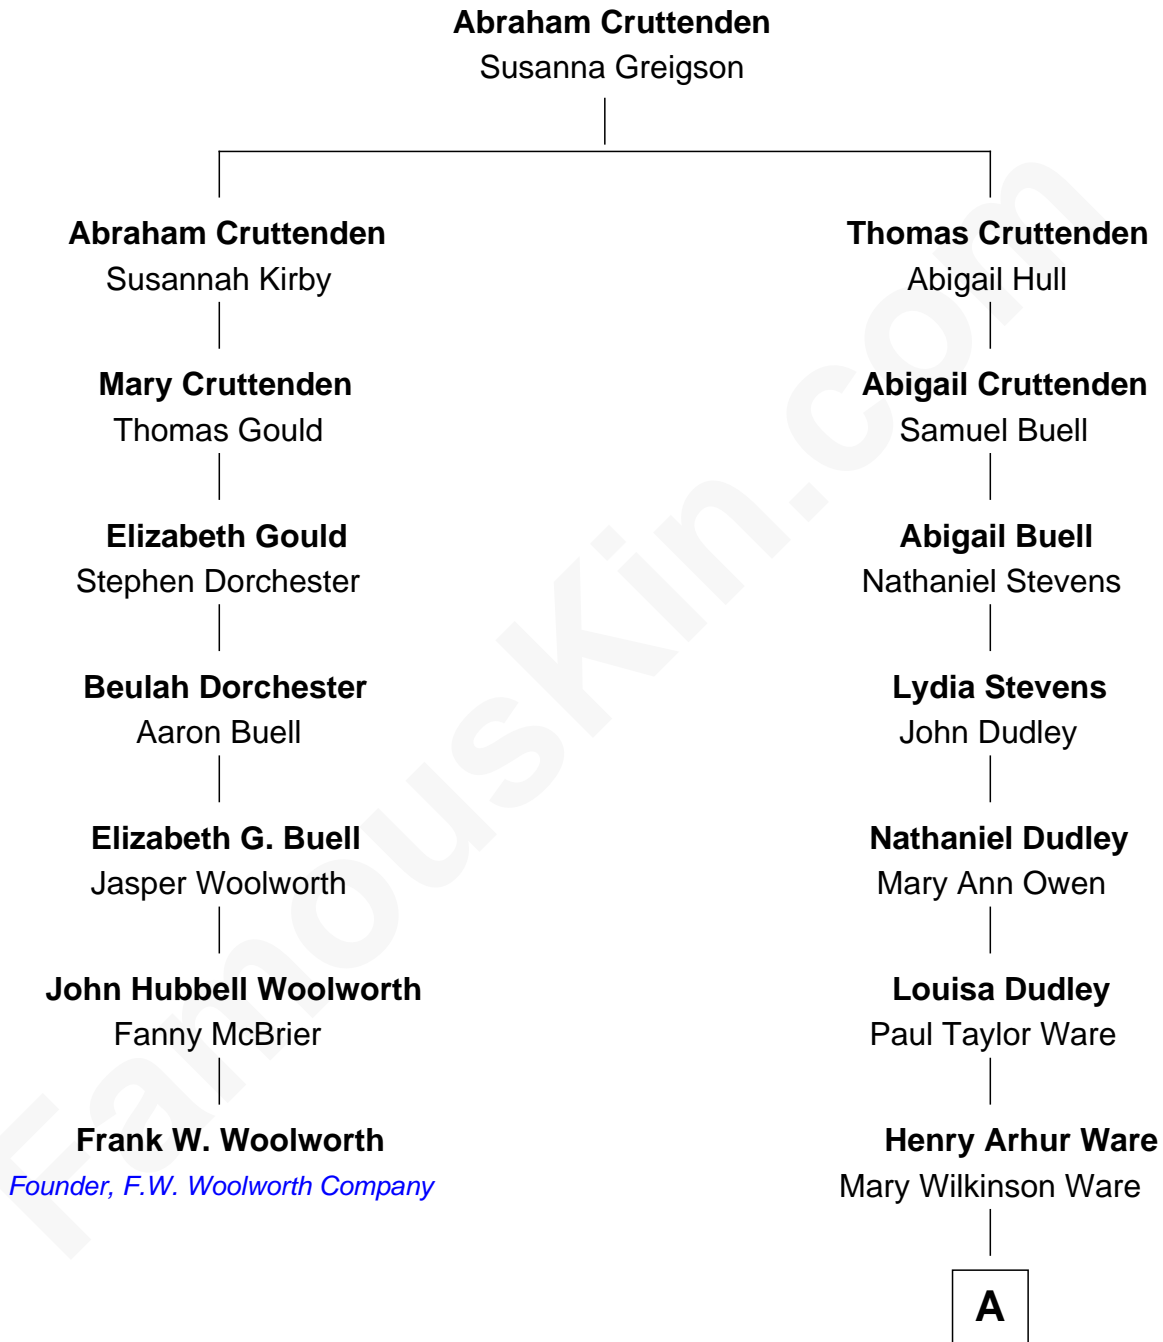 Abraham Cruttenden
Susanna Greigson
Abraham Cruttenden
Susannah Kirby
Thomas Cruttenden
Abigail Hull
Mary Cruttenden
Thomas Gould
Abigail Cruttenden
Samuel Buell
Elizabeth Gould
Stephen Dorchester
Abigail Buell
Nathaniel Stevens
Beulah Dorchester
Aaron Buell
Lydia Stevens
John Dudley
Elizabeth G. Buell
Jasper Woolworth
Nathaniel Dudley
Mary Ann Owen
John Hubbell Woolworth
Fanny McBrier
Louisa Dudley
Paul Taylor Ware
Frank W. Woolworth
Founder, F.W. Woolworth Company
Henry Arhur Ware
Mary Wilkinson Ware
A
FamousKin.com